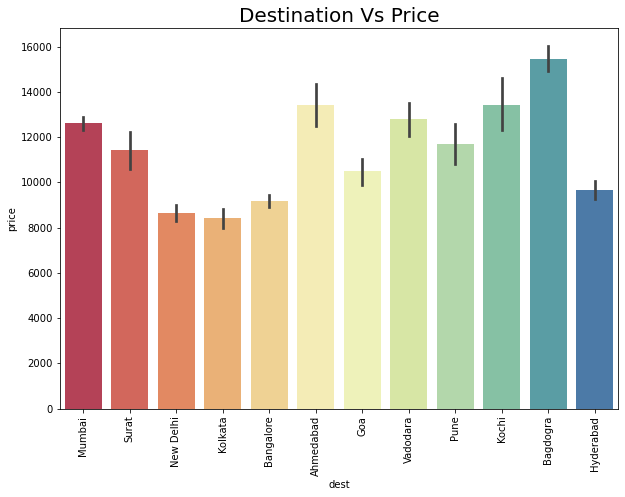 Destination Vs Price
16000
14000
12000
10000
8000
6000
4000
2000
0
price
Mumbai
Surat
New Delhi
Kolkata
Bangalore
Ahmedabad
Goa
Vadodara
Pune
Kochi
Bagdogra
Hyderabad
dest